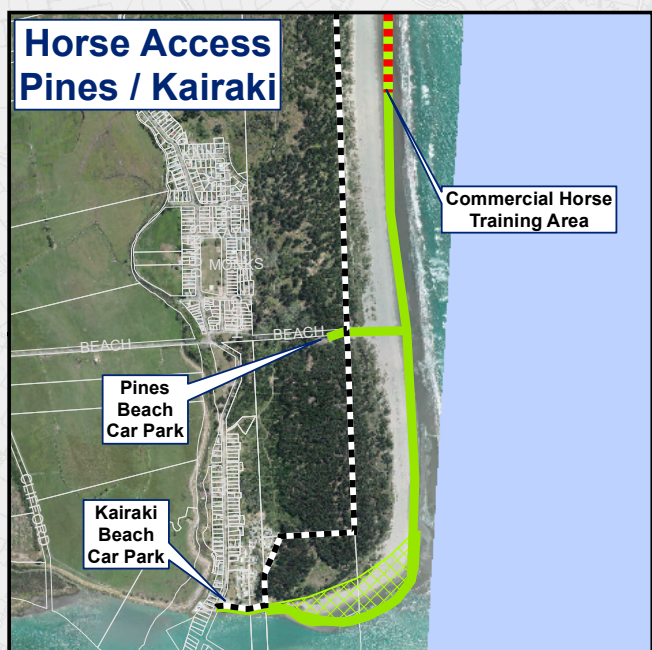 Horse Access
Pines / Kairaki
Commercial Horse
Training Area
MONKS
BEACH
BEACH
Pines
Beach
Car Park
CLIFFORD
Kairaki
Beach
Car Park